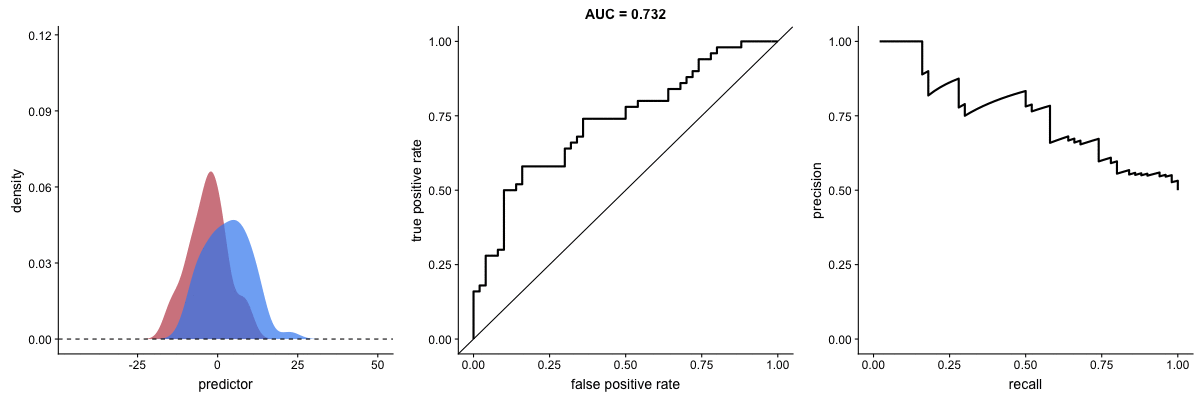 AUC = 0.732
0.12
0.09
0.06
0.03
0.00
density
-25 0 25 50
predictor
1.00
0.75
0.50
0.25
0.00
true positive rate
0.00 0.25 0.50 0.75 1.00
false positive rate
1.00
0.75
0.50
0.25
0.00
precision
0.00 0.25 0.50 0.75 1.00
recall